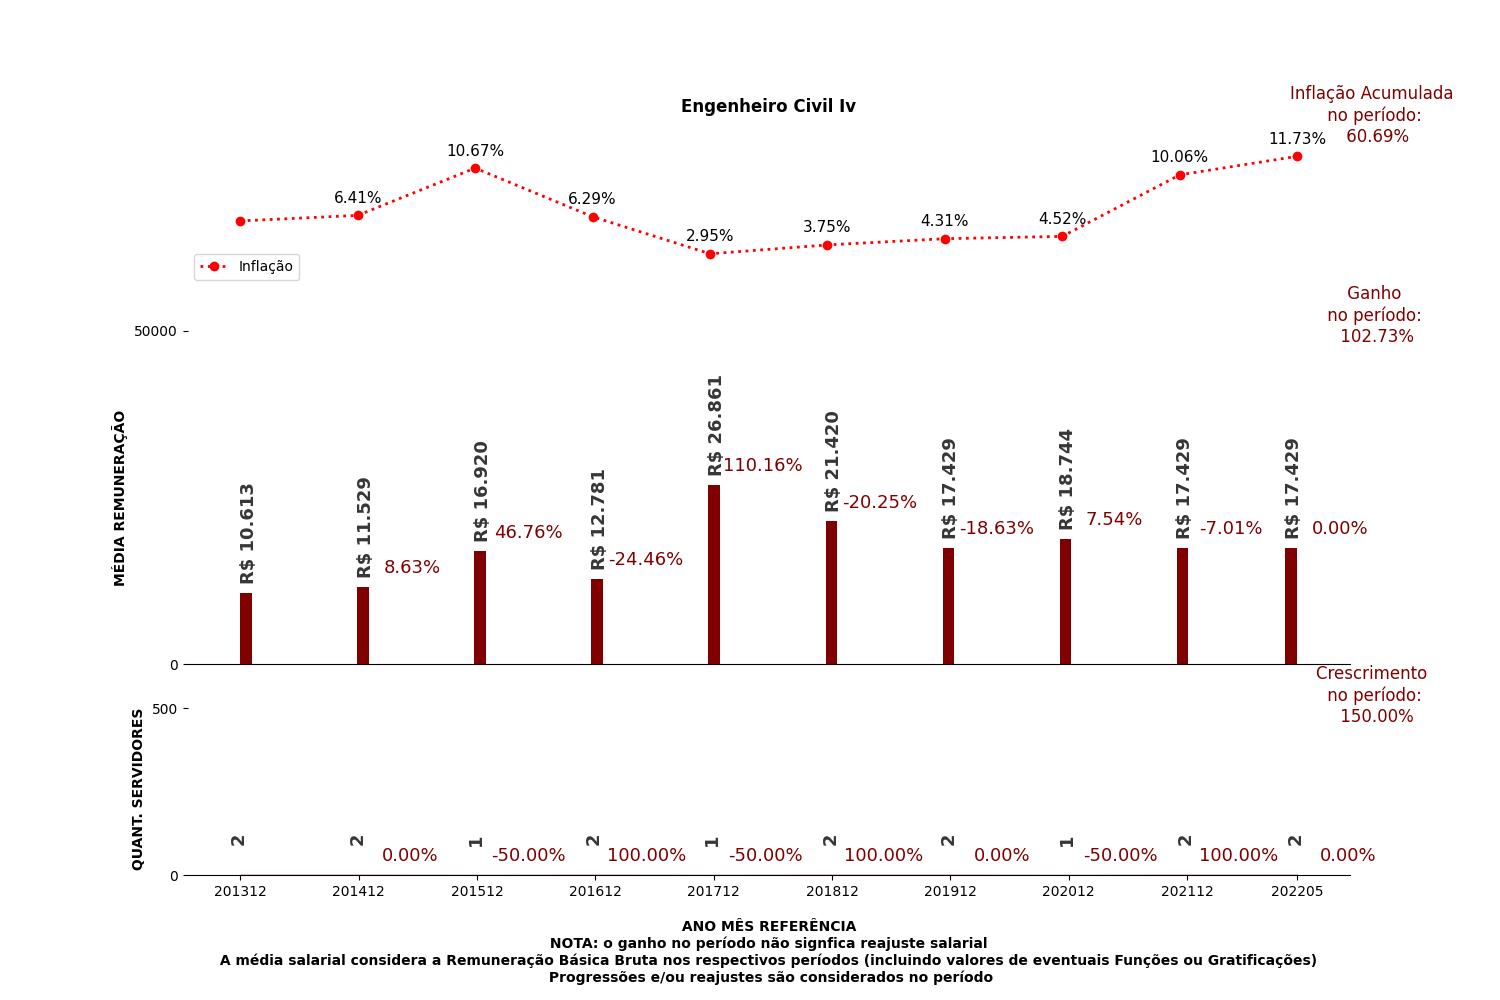 Engenheiro Civil Iv
Inflação Acumulada
no período:
60.69%
6.41%
10.67%
6.29%
2.95%
3.75%
4.31%
4.52%
10.06%
11.73%
Inflação
Ganho
no período:
102.73%
MÉDIA REMUNERAÇÃO
50000
0
R$ 10.613
R$ 11.529
8.63%
R$ 16.920
46.76%
R$ 12.781
-24.46%
R$ 26.861
110.16%
R$ 21.420
-20.25%
R$ 17.429
-18.63%
R$ 18.744
7.54%
R$ 17.429
-7.01%
R$ 17.429
0.00%
Crescrimento
no período:
150.00%
QUANT. SERVIDORES
500
0
2
2
0.00%
1
-50.00%
2
100.00%
1
-50.00%
2
100.00%
2
0.00%
1
-50.00%
2
100.00%
2
0.00%
201312
201412
201512
201612
201712
201812
201912
202012
202112
202205
ANO MÊS REFERÊNCIA
NOTA: o ganho no período não signfica reajuste salarial
A média salarial considera a Remuneração Básica Bruta nos respectivos períodos (incluindo valores de eventuais Funções ou Gratificações)
Progressões e/ou reajustes são considerados no período